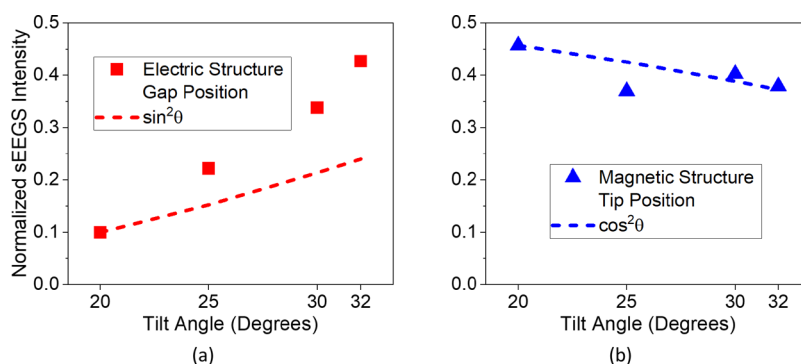 Normalized sEEGS Intensity
0.5
0.4
0.3
0.2
0.1
0.0
Electric Structure
Gap Position
sin²θ
20
25
30
32
Tilt Angle (Degrees)
(a)
0.5
0.4
0.3
0.2
0.1
0.0
Magnetic Structure
Tip Position
cos²θ
20
25
30
32
Tilt Angle (Degrees)
(b)